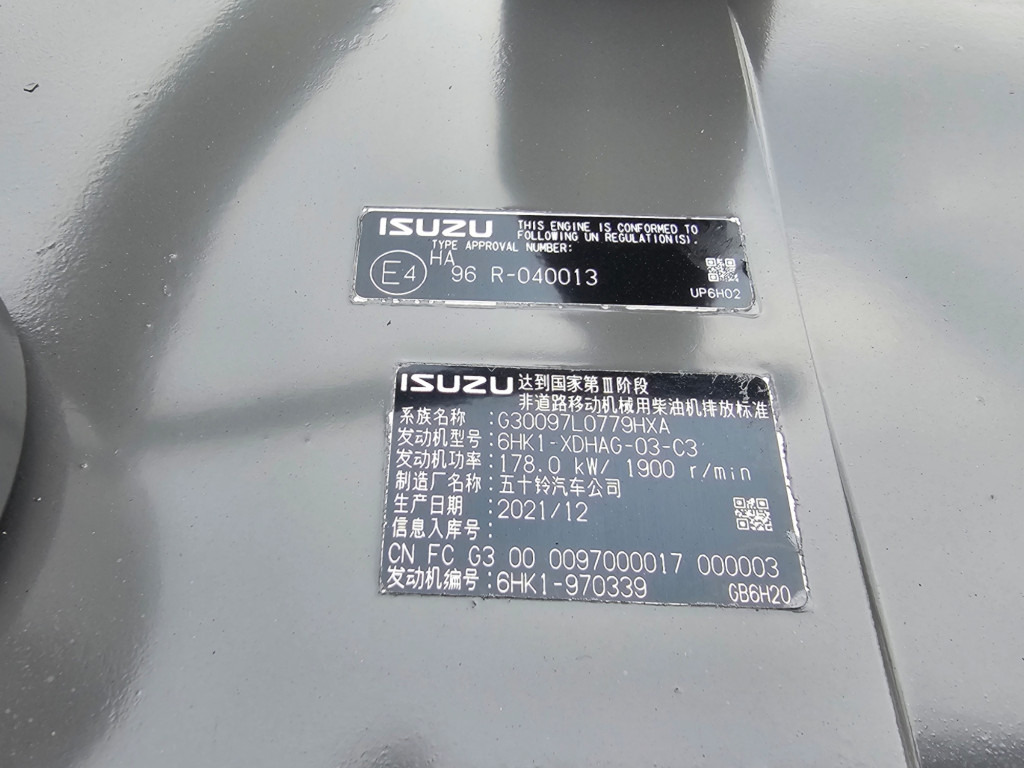 ISUZU THIS ENGINE IS CONFORMED TO
FOLLOWING UN REGULATION(S).
TYPE APPROVAL NUMBER:
HA
E4 96 R-040013
UP6H02
ISUZU 达到国家第Ⅲ阶段
非道路移动机械用柴油机排放标准
系族名称 :G30097L0779HXA
发动机型号:6HK1-XDHAG-03-C3
发动机功率:178.0 kW/ 1900 r/min
制造厂名称:五十铃汽车公司
生产日期 :2021/12
信息入库号:
CN FC G3 00 0097000017 000003
发动机编号:6HK1-970339
GB6H20